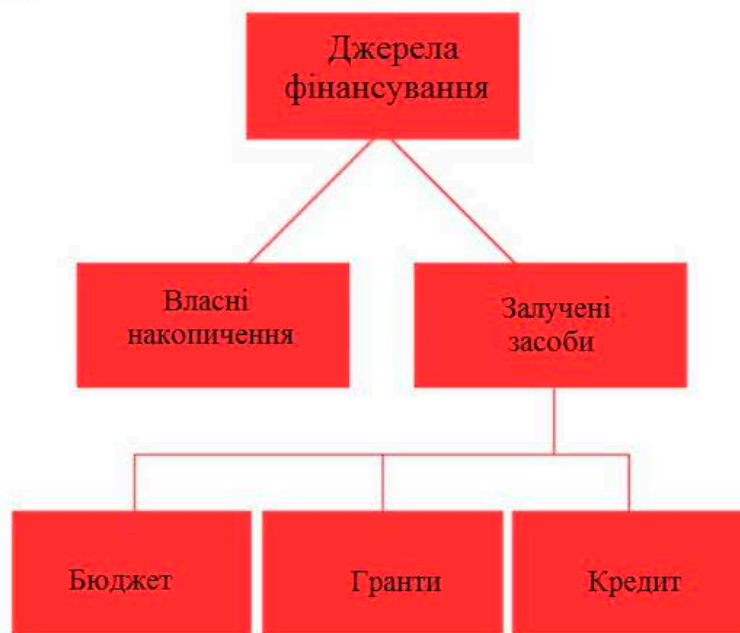 Джерела
фінансування
Власні
накопичення
Залучені
засоби
Бюджет
Гранти
Кредит